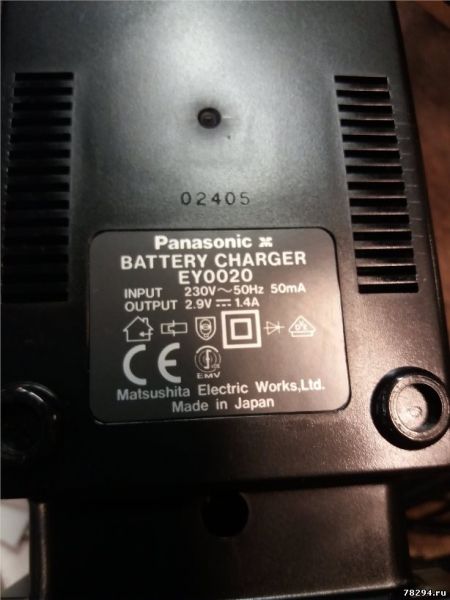 02405
Panasonic x
BATTERY CHARGER
EY0020
INPUT 230V～50Hz 50mA
OUTPUT 2.9V⎓1.4A
CE
EMV
Matsushita Electric Works,Ltd.
Made in Japan
78294.ru